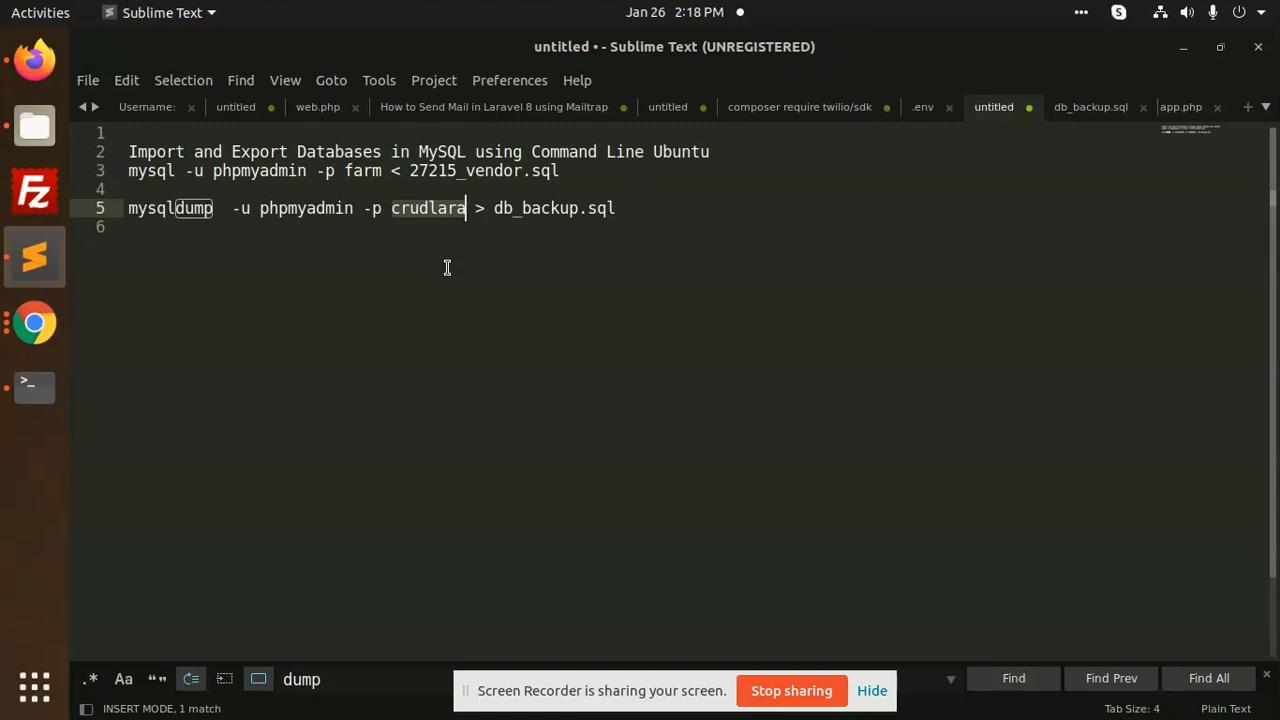 Activities Sublime Text Jan 26 2:18 PM
untitled • - Sublime Text (UNREGISTERED)
File Edit Selection Find View Goto Tools Project Preferences Help
Username: untitled web.php How to Send Mail in Laravel 8 using Mailtrap untitled composer require twilio/sdk .env untitled db_backup.sql app.php
1
2 Import and Export Databases in MySQL using Command Line Ubuntu
3 mysql -u phpmyadmin -p farm < 27215_vendor.sql
4
5 mysqldump  -u phpmyadmin -p crudlara > db_backup.sql
6
.* Aa “” dump Find Find Prev Find All
Screen Recorder is sharing your screen. Stop sharing Hide
INSERT MODE, 1 match Tab Size: 4 Plain Text